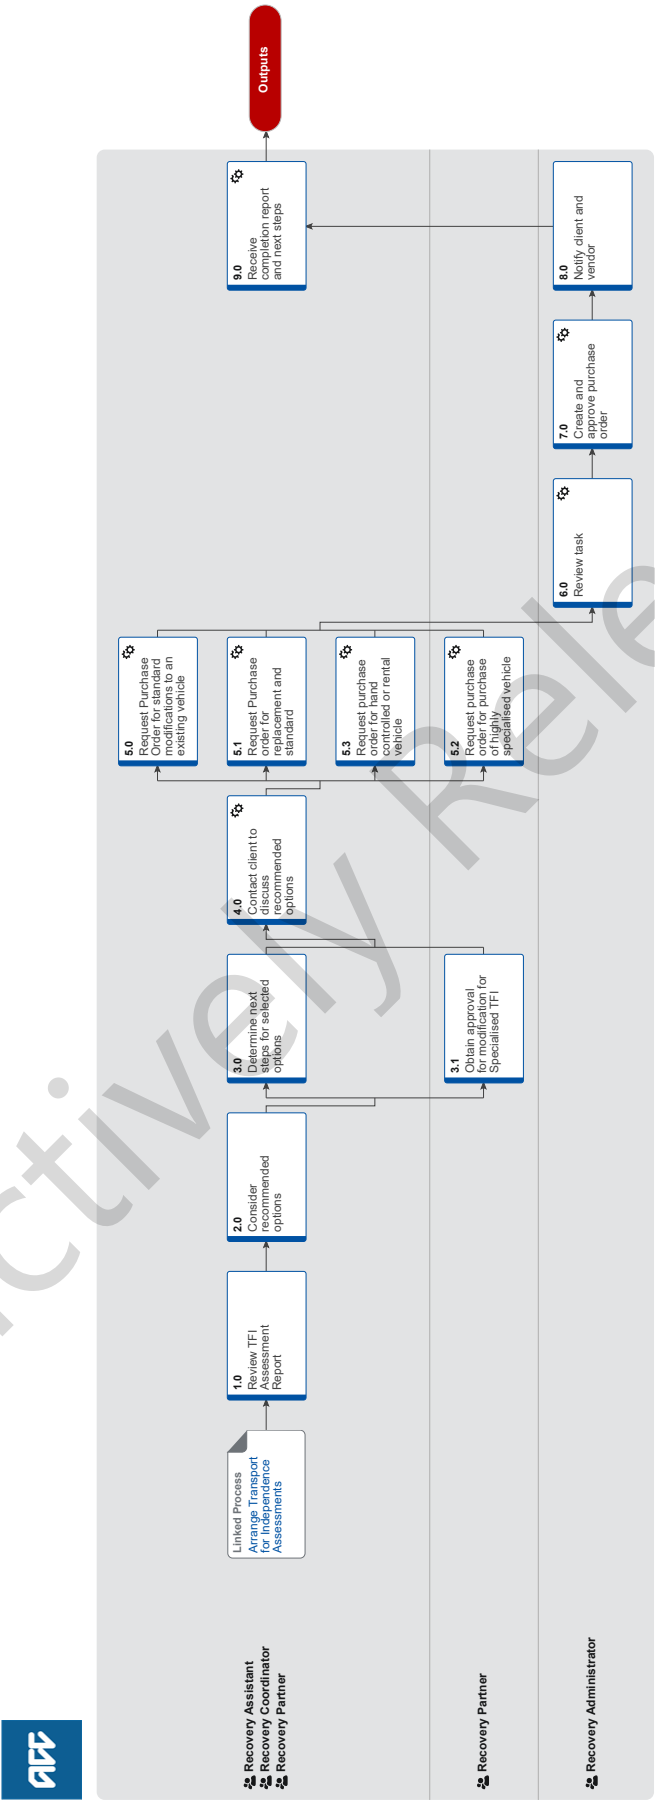 acc
Recovery Assistant
Recovery Coordinator
Recovery Partner
Linked Process
Arrange Transport
for Independence
Assessments
1.0
Review TFI
Assessment
Report
2.0
Consider
recommended
options
3.0
Determine next
steps for selected
options
4.0
Contact client to
discuss
recommended
options
5.0
Request Purchase
Order for standard
modifications to an
existing vehicle
5.1
Request Purchase
order for
replacement and
standard
5.3
Request purchase
order for hand
controlled or rental
vehicle
9.0
Receive
completion report
and next steps
Outputs
Recovery Partner
3.1
Obtain approval
for modification for
Specialised TFI
5.2
Request purchase
order for purchase
of highly
specialised vehicle
Recovery Administrator
6.0
Review task
7.0
Create and
approve purchase
order
8.0
Notify client and
vendor
ctively Rele